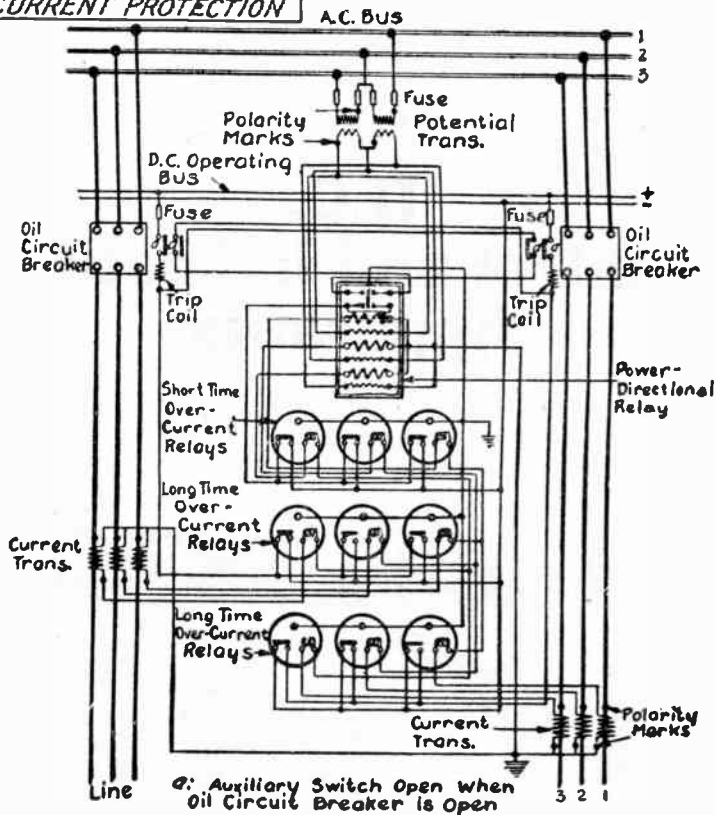 CURRENT PROTECTION
A.C. Bus
1
2
3
Fuse
Polarity
Marks
Potential
Trans.
D.C. Operating
Bus
+
-
Fuse
Fuse
Oil
Circuit
Breaker
Oil
Circuit
Breaker
Trip
Coil
Trip
Coil
Power-
Directional
Relay
Short Time
Over-
Current
Relays
Long Time
Over-
Current
Relays
Current
Trans.
Long Time
Over-Current
Relays
Current
Trans.
Polarity
Marks
Line
a: Auxiliary Switch Open when
Oil Circuit Breaker is Open
3 2 1